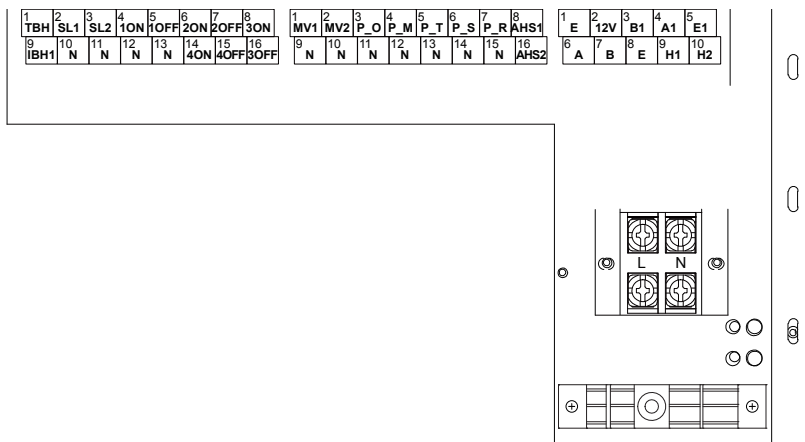 1 2 3 4 5 6 7 8
TBH SL1 SL2 1ON 1OFF 2ON 2OFF 3ON
9 10 11 12 13 14 15 16
IBH1 N N N N 4ON 4OFF 3OFF
1 2 3 4 5 6 7 8
MV1 MV2 P_O P_M P_T P_S P_R AHS1
9 10 11 12 13 14 15 16
N N N N N N N AHS2
1 2 3 4 5
E 12V B1 A1 E1
6 7 8 9 10
A B E H1 H2
L N